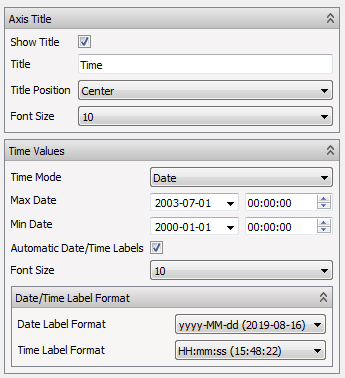 Axis Title
Show Title
Title Time
Title Position Center
Font Size 10
Time Values
Time Mode Date
Max Date 2003-07-01 00:00:00
Min Date 2000-01-01 00:00:00
Automatic Date/Time Labels
Font Size 10
Date/Time Label Format
Date Label Format yyyy-MM-dd (2019-08-16)
Time Label Format HH:mm:ss (15:48:22)